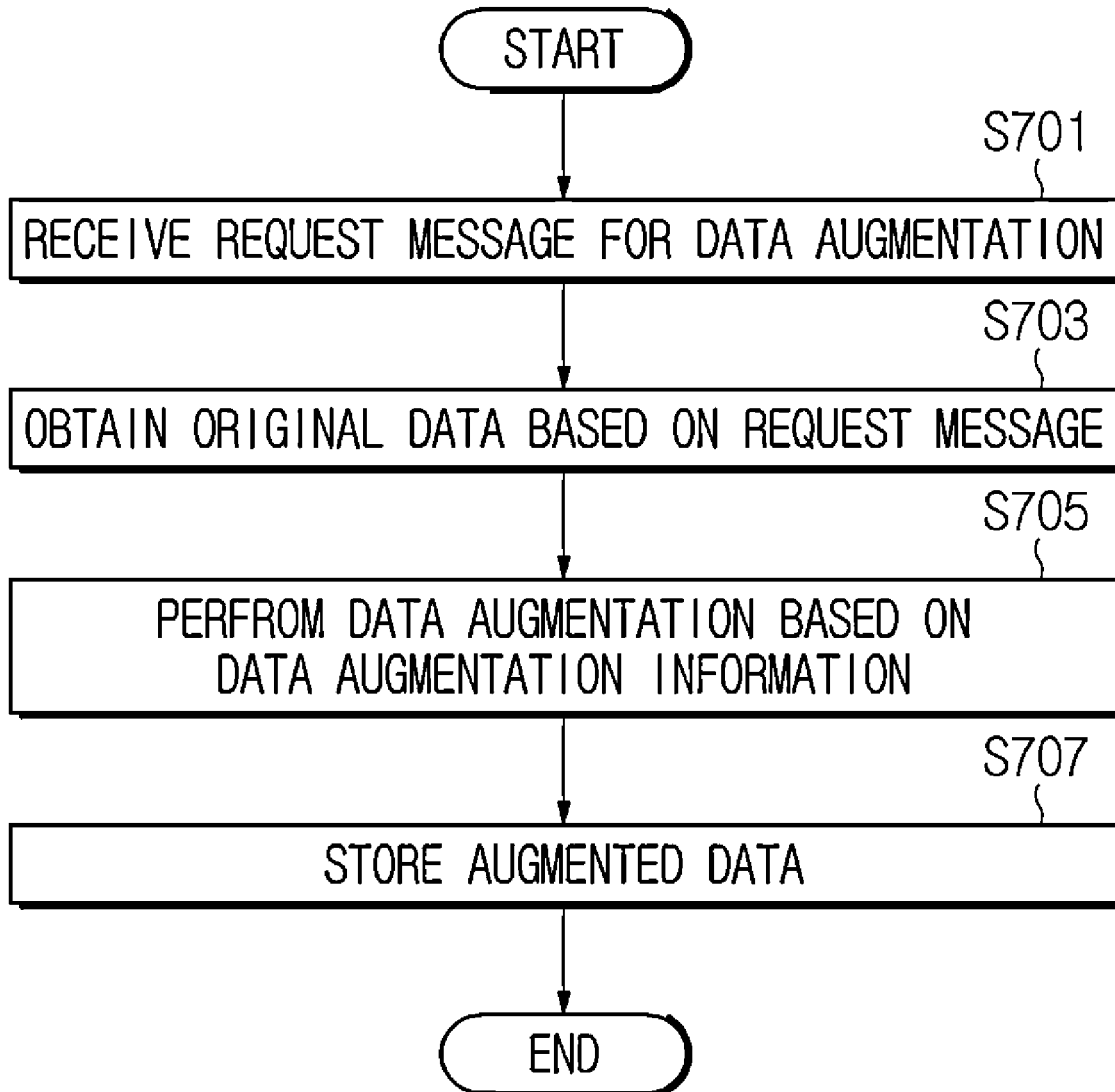 START
S701
RECEIVE REQUEST MESSAGE FOR DATA AUGMENTATION
S703
OBTAIN ORIGINAL DATA BASED ON REQUEST MESSAGE
S705
PERFROM DATA AUGMENTATION BASED ON
DATA AUGMENTATION INFORMATION
S707
STORE AUGMENTED DATA
END